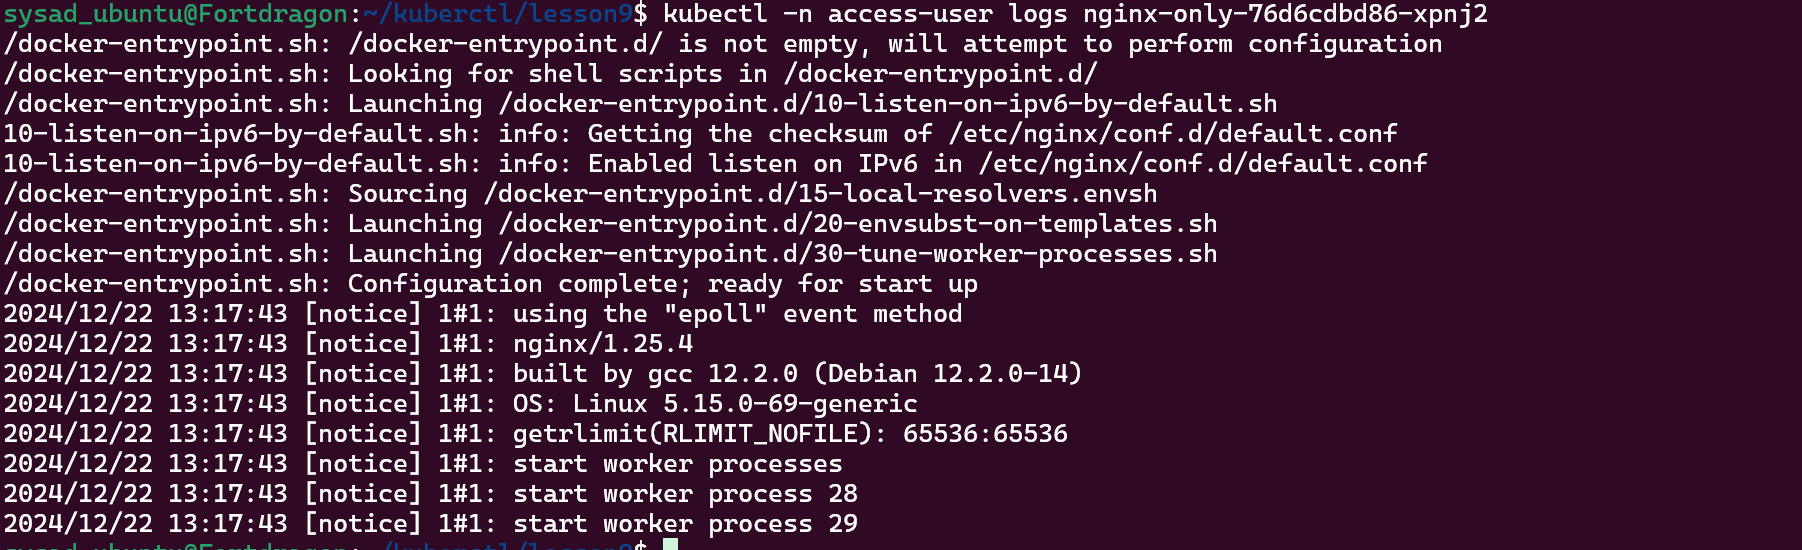 sysad_ubuntu@Fortdragon:~/kuberctl/lesson9$ kubectl -n access-user logs nginx-only-76d6cdbd86-xpnj2
/docker-entrypoint.sh: /docker-entrypoint.d/ is not empty, will attempt to perform configuration
/docker-entrypoint.sh: Looking for shell scripts in /docker-entrypoint.d/
/docker-entrypoint.sh: Launching /docker-entrypoint.d/10-listen-on-ipv6-by-default.sh
10-listen-on-ipv6-by-default.sh: info: Getting the checksum of /etc/nginx/conf.d/default.conf
10-listen-on-ipv6-by-default.sh: info: Enabled listen on IPv6 in /etc/nginx/conf.d/default.conf
/docker-entrypoint.sh: Sourcing /docker-entrypoint.d/15-local-resolvers.envsh
/docker-entrypoint.sh: Launching /docker-entrypoint.d/20-envsubst-on-templates.sh
/docker-entrypoint.sh: Launching /docker-entrypoint.d/30-tune-worker-processes.sh
/docker-entrypoint.sh: Configuration complete; ready for start up
2024/12/22 13:17:43 [notice] 1#1: using the "epoll" event method
2024/12/22 13:17:43 [notice] 1#1: nginx/1.25.4
2024/12/22 13:17:43 [notice] 1#1: built by gcc 12.2.0 (Debian 12.2.0-14)
2024/12/22 13:17:43 [notice] 1#1: OS: Linux 5.15.0-69-generic
2024/12/22 13:17:43 [notice] 1#1: getrlimit(RLIMIT_NOFILE): 65536:65536
2024/12/22 13:17:43 [notice] 1#1: start worker processes
2024/12/22 13:17:43 [notice] 1#1: start worker process 28
2024/12/22 13:17:43 [notice] 1#1: start worker process 29
sysad_ubuntu@Fortdragon:~/kuberctl/lesson9$